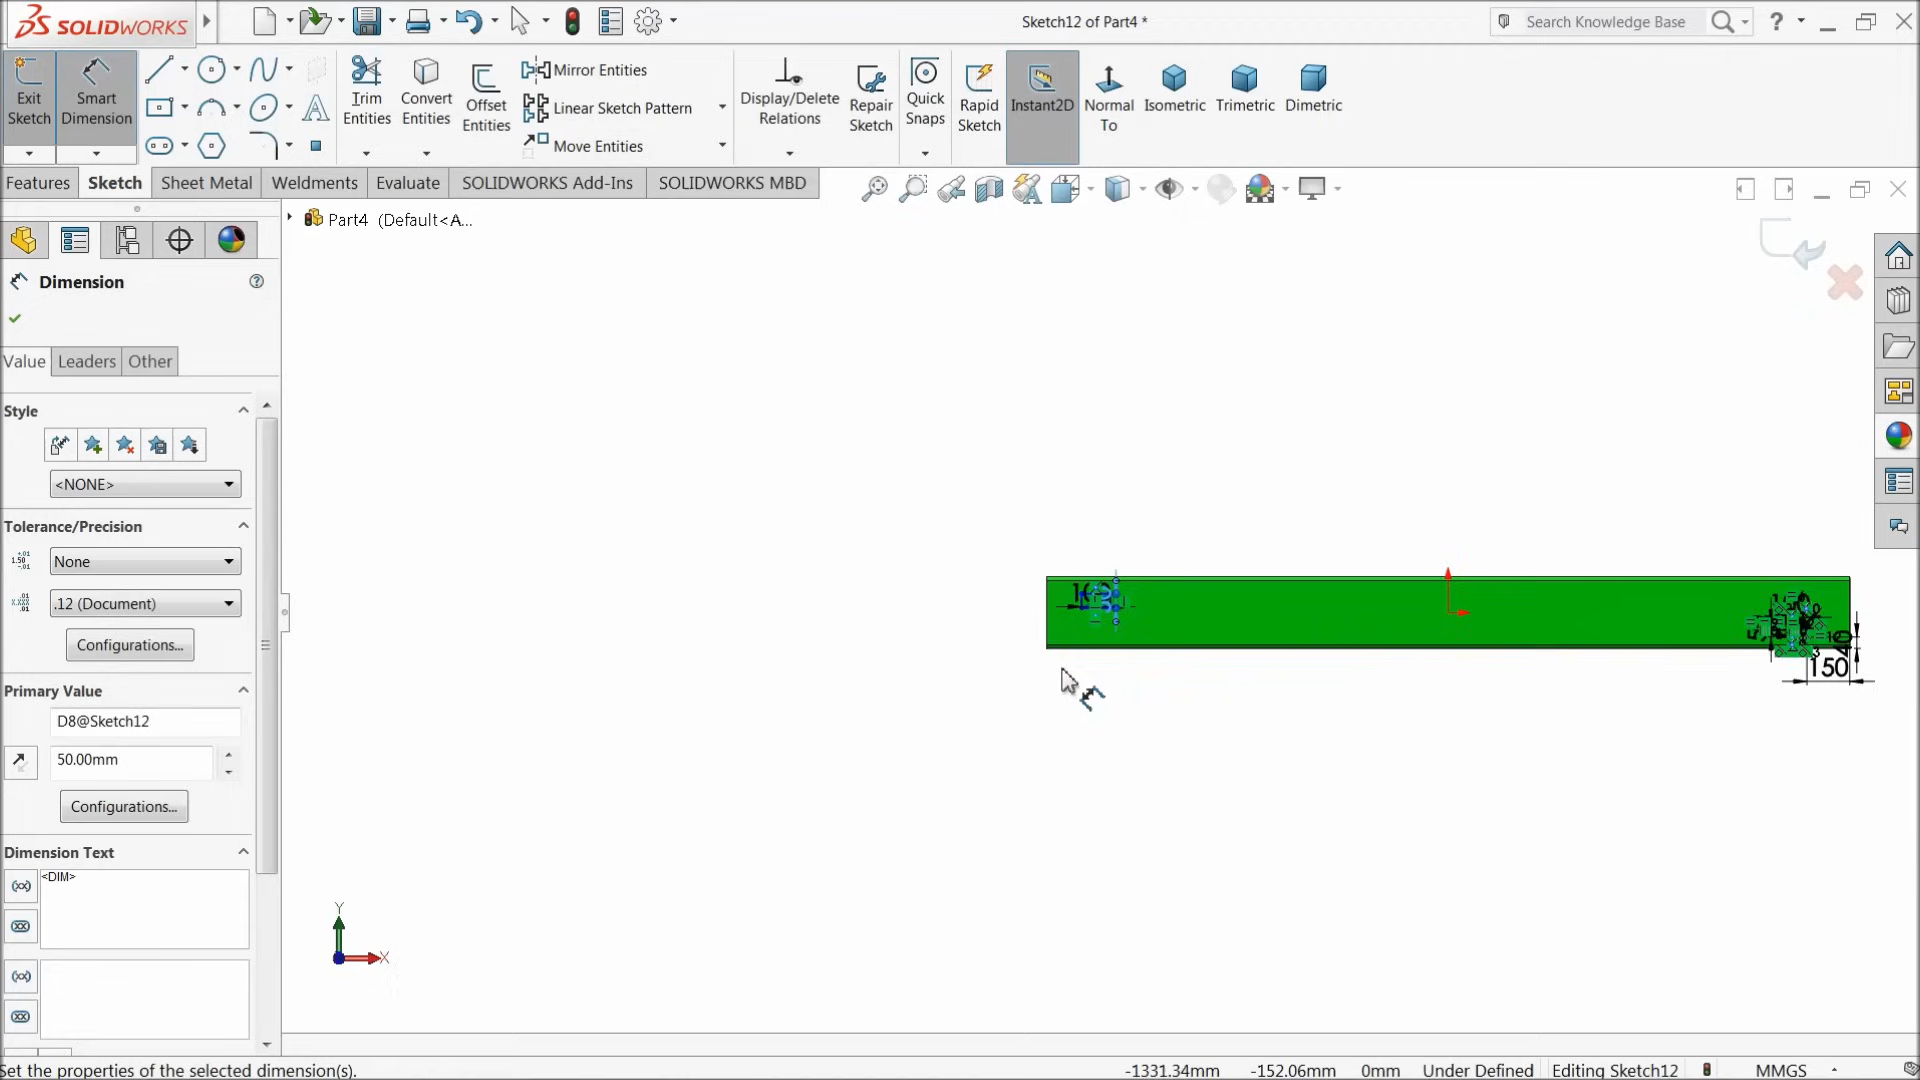 SOLIDWORKS
Sketch12 of Part4 *
Search Knowledge Base
?
Exit Sketch
Smart Dimension
Trim Entities
Convert Entities
Offset Entities
Mirror Entities
Linear Sketch Pattern
Move Entities
Display/Delete Relations
Repair Sketch
Quick Snaps
Rapid Sketch
Instant2D
Normal To
Isometric
Trimetric
Dimetric
Features
Sketch
Sheet Metal
Weldments
Evaluate
SOLIDWORKS Add-Ins
SOLIDWORKS MBD
Part4 (Default<A...
Dimension
Value
Leaders
Other
Style
<NONE>
Tolerance/Precision
None
.12 (Document)
Configurations...
Primary Value
D8@Sketch12
50.00mm
Configurations...
Dimension Text
<DIM>
40
150
Y
X
Set the properties of the selected dimension(s).
-1331.34mm
-152.06mm
0mm
Under Defined
Editing Sketch12
MMGS